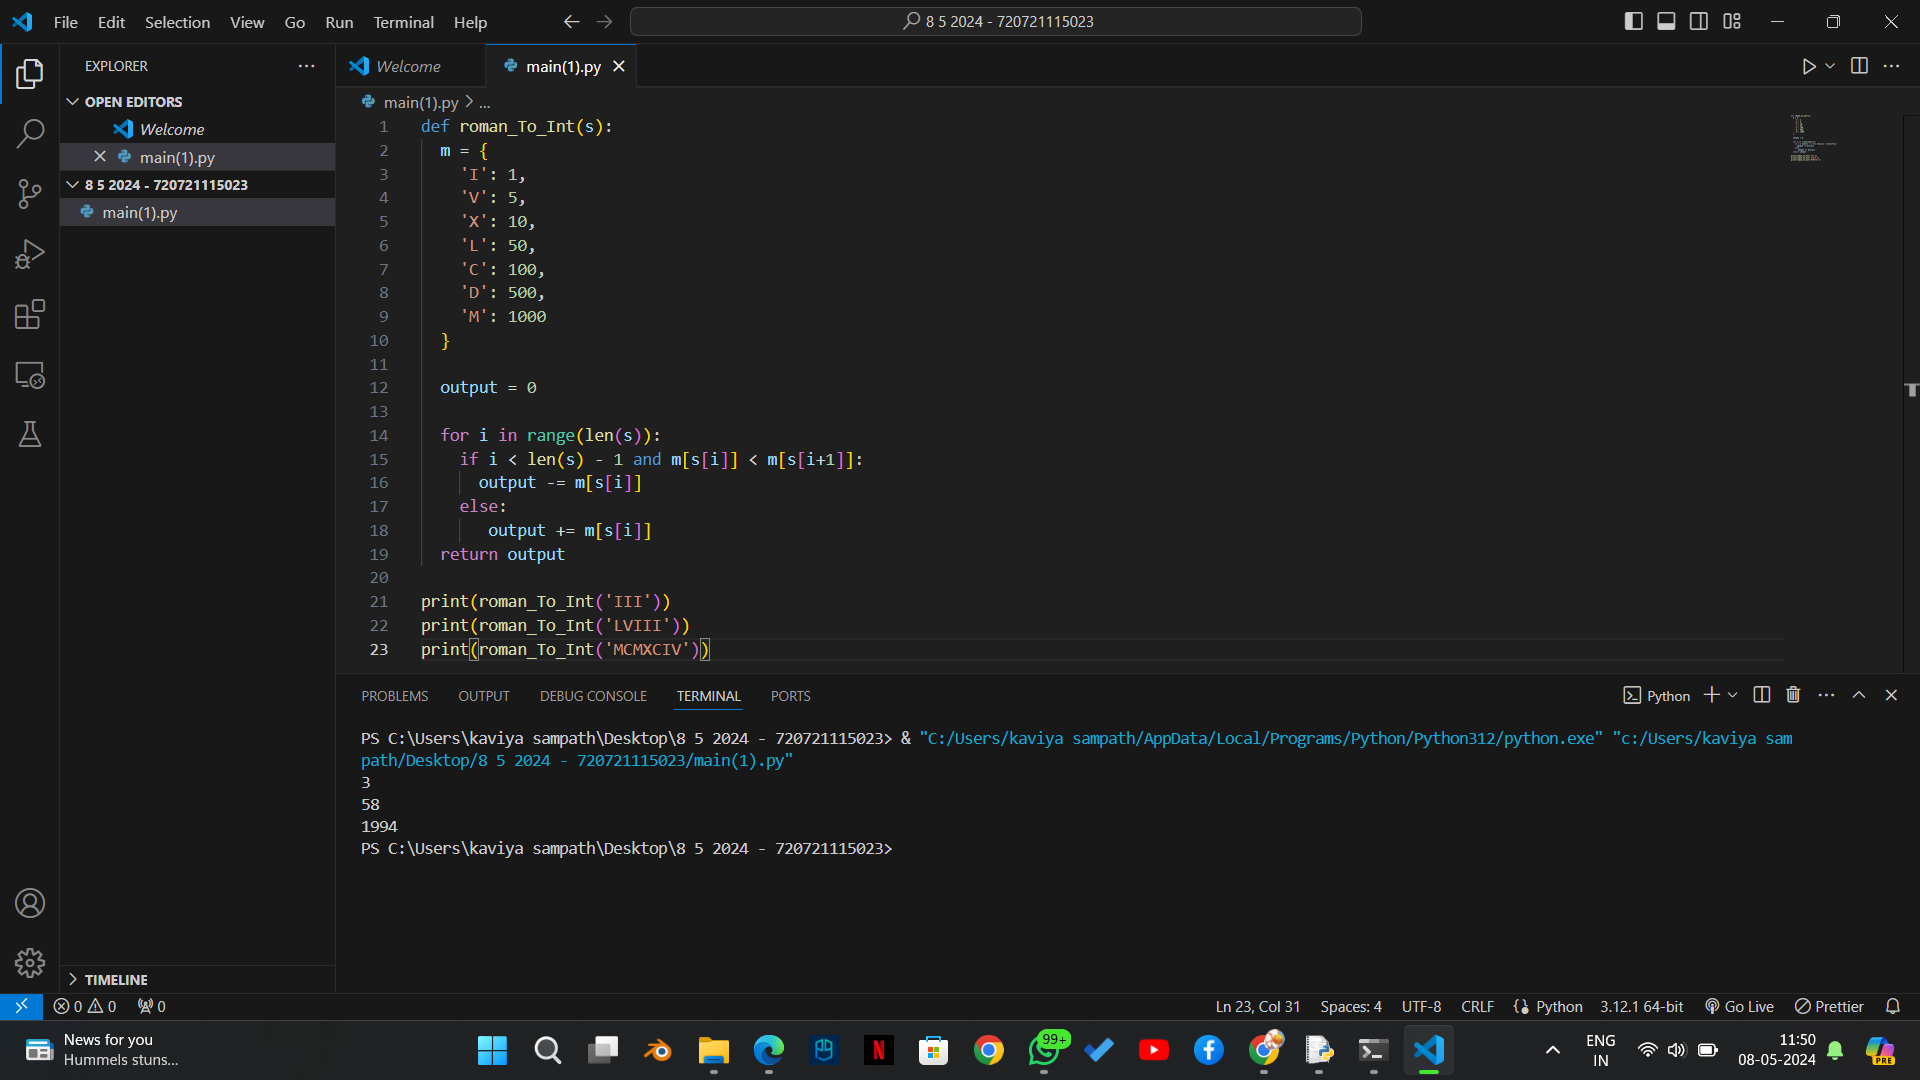 File Edit Selection View Go Run Terminal Help
8 5 2024 - 720721115023
EXPLORER
OPEN EDITORS
Welcome
main(1).py
8 5 2024 - 720721115023
main(1).py
TIMELINE
Welcome
main(1).py
main(1).py > ...
1 def roman_To_Int(s):
2 m = {
3 'I': 1,
4 'V': 5,
5 'X': 10,
6 'L': 50,
7 'C': 100,
8 'D': 500,
9 'M': 1000
10 }
11
12 output = 0
13
14 for i in range(len(s)):
15 if i < len(s) - 1 and m[s[i]] < m[s[i+1]]:
16 output -= m[s[i]]
17 else:
18 output += m[s[i]]
19 return output
20
21 print(roman_To_Int('III'))
22 print(roman_To_Int('LVIII'))
23 print(roman_To_Int('MCMXCIV'))
PROBLEMS OUTPUT DEBUG CONSOLE TERMINAL PORTS
Python
PS C:\Users\kaviya sampath\Desktop\8 5 2024 - 720721115023> & "C:/Users/kaviya sampath/AppData/Local/Programs/Python/Python312/python.exe" "c:/Users/kaviya sam
path/Desktop/8 5 2024 - 720721115023/main(1).py"
3
58
1994
PS C:\Users\kaviya sampath\Desktop\8 5 2024 - 720721115023>
0 0 0 Ln 23, Col 31 Spaces: 4 UTF-8 CRLF Python 3.12.1 64-bit Go Live Prettier
News for you
Hummels stuns...
N
99+
ENG
IN
11:50
08-05-2024
PRE